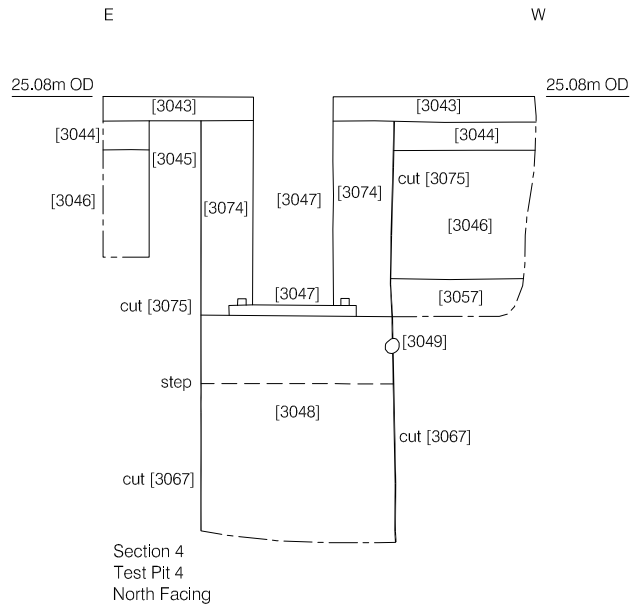 E W
25.08m OD 25.08m OD
[3043] [3043]
[3044] [3044]
[3045]
cut [3075]
[3046] [3074] [3047] [3074]
[3046]
[3047] [3057]
cut [3075]
[3049]
step
[3048]
cut [3067]
cut [3067]
Section 4
Test Pit 4
North Facing